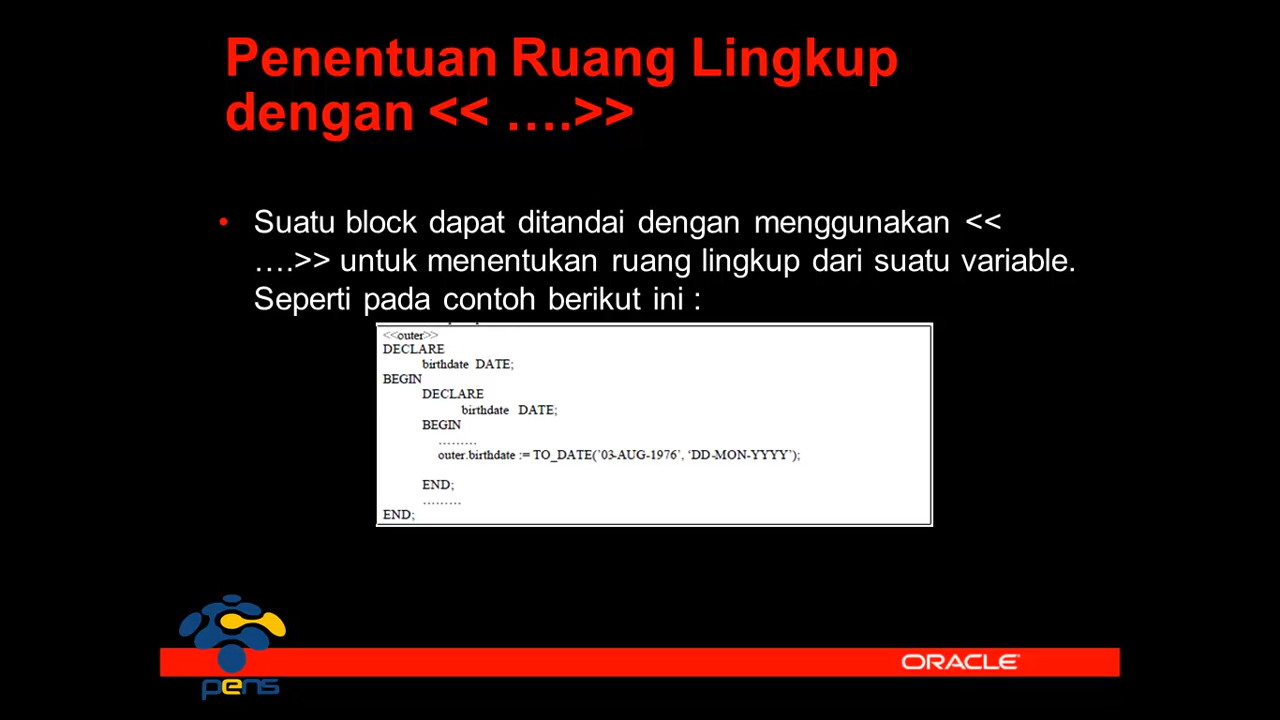 Penentuan Ruang Lingkup
dengan << ….>>
• Suatu block dapat ditandai dengan menggunakan <<
….>> untuk menentukan ruang lingkup dari suatu variable.
Seperti pada contoh berikut ini :
<<outer>>
DECLARE
birthdate DATE;
BEGIN
DECLARE
birthdate DATE;
BEGIN
………
outer.birthdate := TO_DATE('03-AUG-1976', 'DD-MON-YYYY');
END;
………
END;
pens
ORACLE